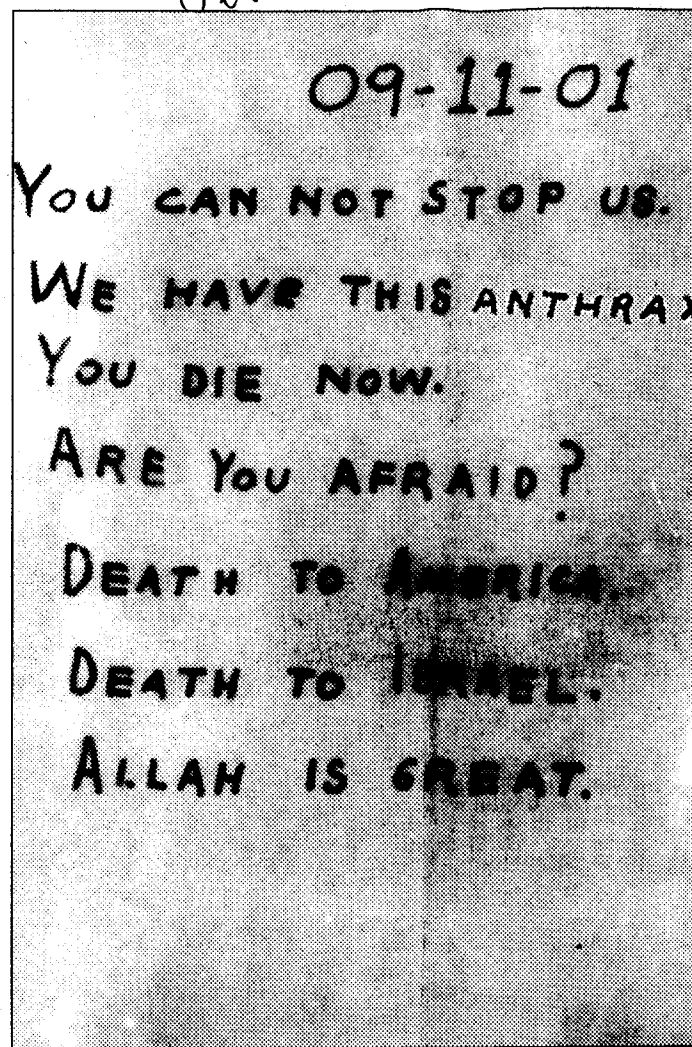 09-11-01
YOU CAN NOT STOP US.
WE HAVE THIS ANTHRAX
YOU DIE NOW.
ARE YOU AFRAID?
DEATH TO AMERICA.
DEATH TO ISRAEL.
ALLAH IS GREAT.